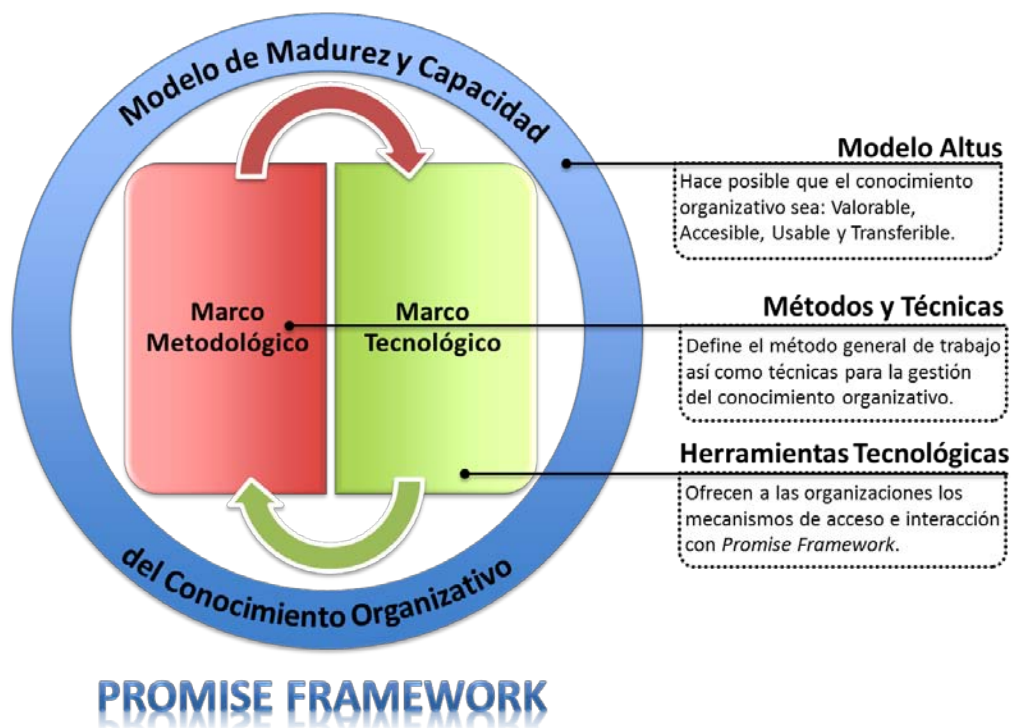 Modelo de Madurez y Capacidad
del Conocimiento Organizativo
Marco
Metodológico
Marco
Tecnológico
Modelo Altus
Hace posible que el conocimiento
organizativo sea: Valorable,
Accesible, Usable y Transferible.
Métodos y Técnicas
Define el método general de trabajo
así como técnicas para la gestión
del conocimiento organizativo.
Herramientas Tecnológicas
Ofrecen a las organizaciones los
mecanismos de acceso e interacción
con Promise Framework.
PROMISE FRAMEWORK